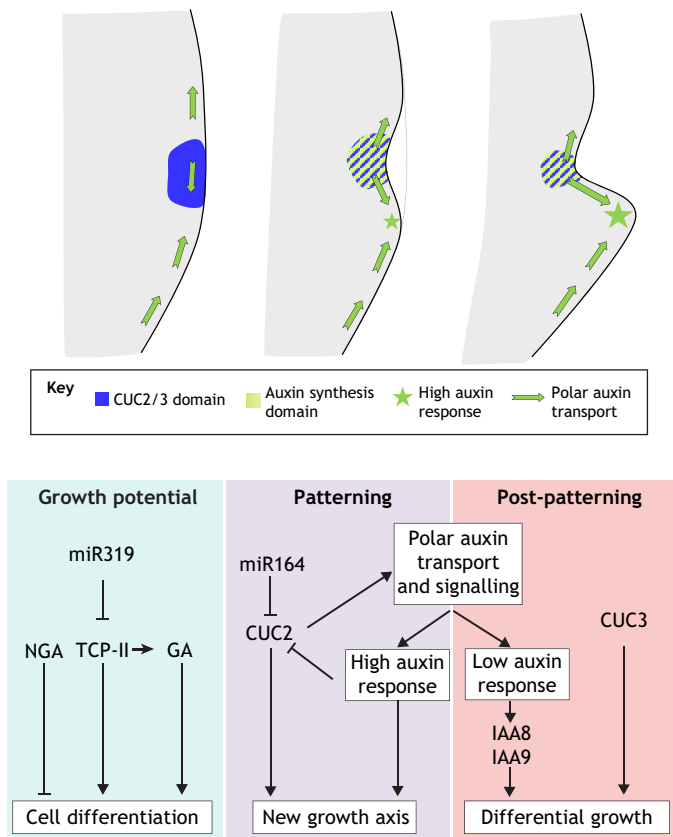 Key
CUC2/3 domain
Auxin synthesis
domain
High auxin
response
Polar auxin
transport
Growth potential
miR319
NGA
TCP-II
GA
Cell differentiation
Patterning
miR164
CUC2
Polar auxin
transport
and signalling
High auxin
response
New growth axis
Post-patterning
CUC3
Low auxin
response
IAA8
IAA9
Differential growth